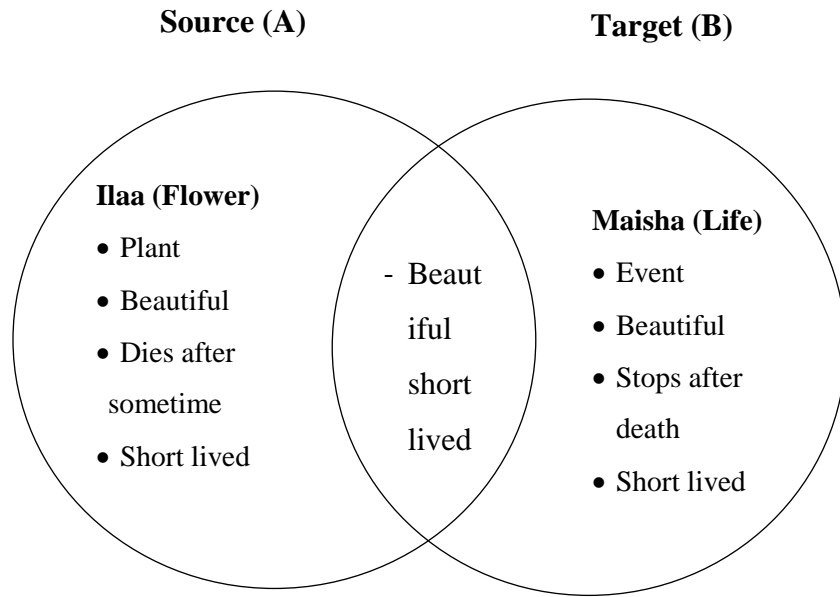 Source (A)
Target (B)
Ilaa (Flower)
• Plant
• Beautiful
• Dies after
sometime
• Short lived
- Beaut
iful
short
lived
Maisha (Life)
• Event
• Beautiful
• Stops after
death
• Short lived